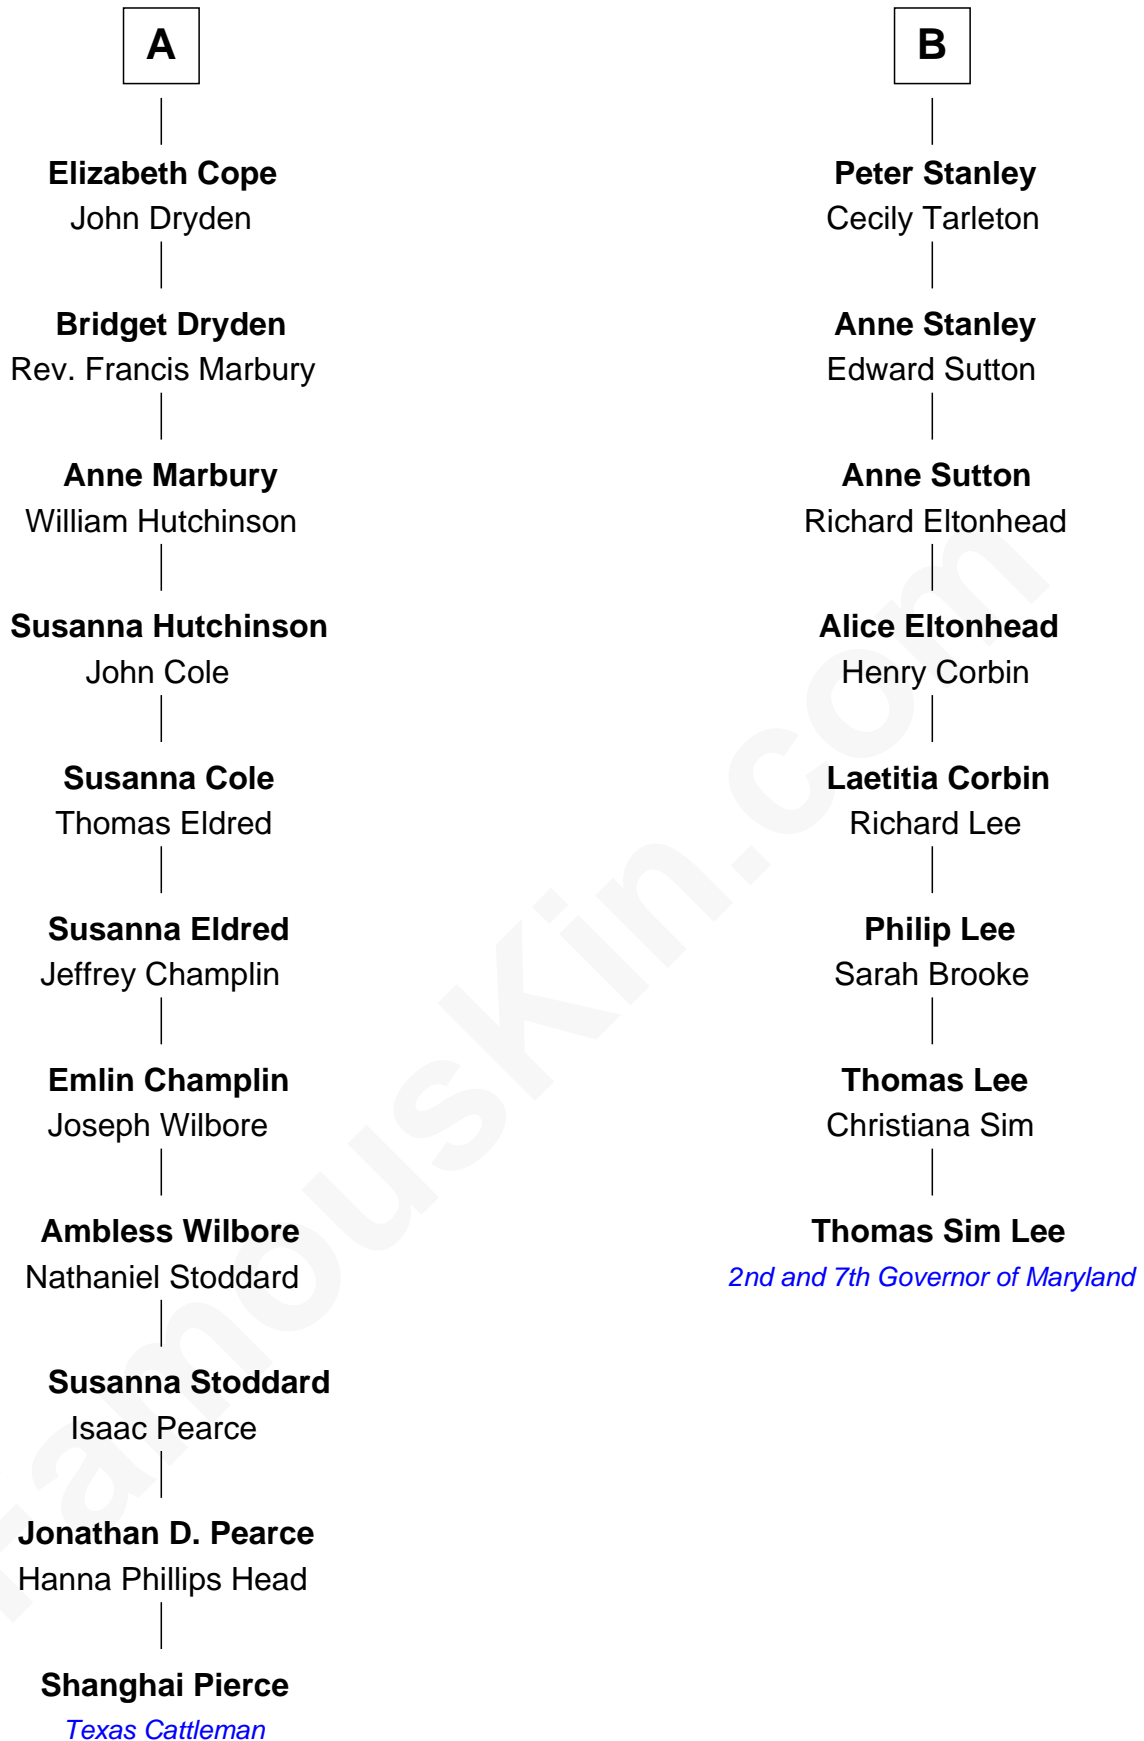 A
Elizabeth Cope
John Dryden
Bridget Dryden
Rev. Francis Marbury
Anne Marbury
William Hutchinson
Susanna Hutchinson
John Cole
Susanna Cole
Thomas Eldred
Susanna Eldred
Jeffrey Champlin
Emlin Champlin
Joseph Wilbore
Ambless Wilbore
Nathaniel Stoddard
Susanna Stoddard
Isaac Pearce
Jonathan D. Pearce
Hanna Phillips Head
Shanghai Pierce
Texas Cattleman
B
Peter Stanley
Cecily Tarleton
Anne Stanley
Edward Sutton
Anne Sutton
Richard Eltonhead
Alice Eltonhead
Henry Corbin
Laetitia Corbin
Richard Lee
Philip Lee
Sarah Brooke
Thomas Lee
Christiana Sim
Thomas Sim Lee
2nd and 7th Governor of Maryland
FamousKin.com